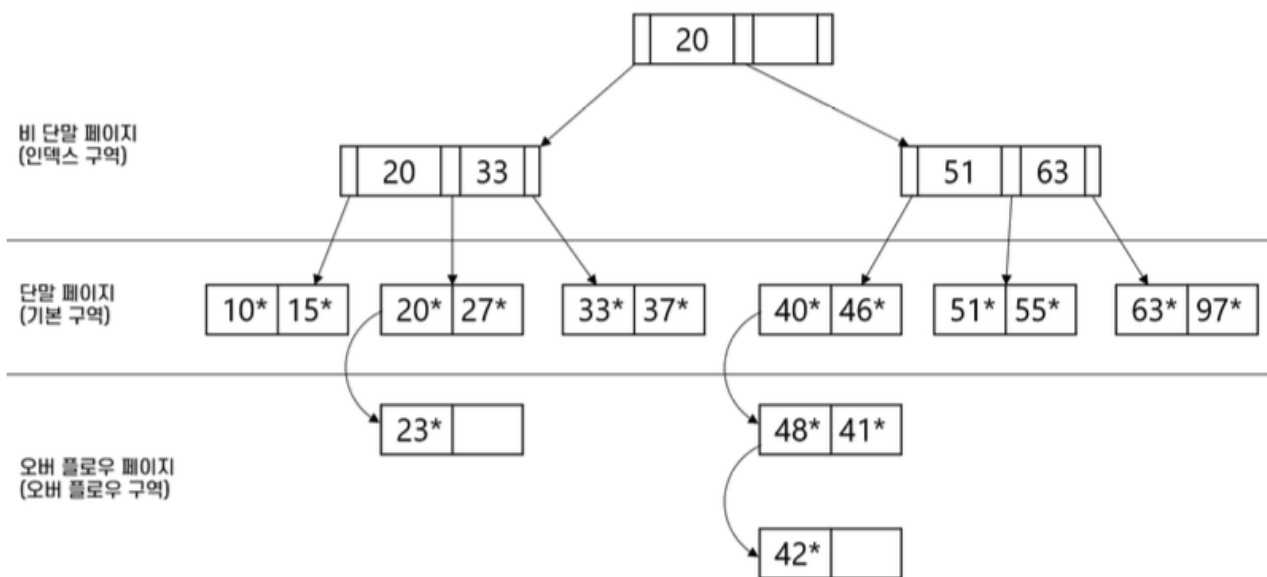 20
비 단말 페이지
(인덱스 구역)
20 33
51 63
단말 페이지
(기본 구역)
10* 15*
20* 27*
33* 37*
40* 46*
51* 55*
63* 97*
23*
48* 41*
오버 플로우 페이지
(오버 플로우 구역)
42*